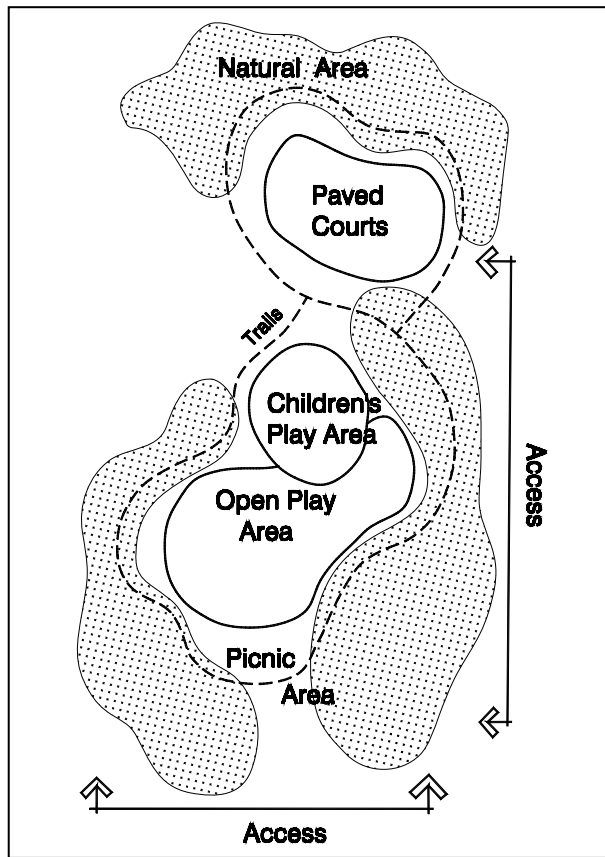 Natural Area
Paved
Courts
Trails
Children's
Play Area
Open Play
Area
Access
Picnic
Area
Access